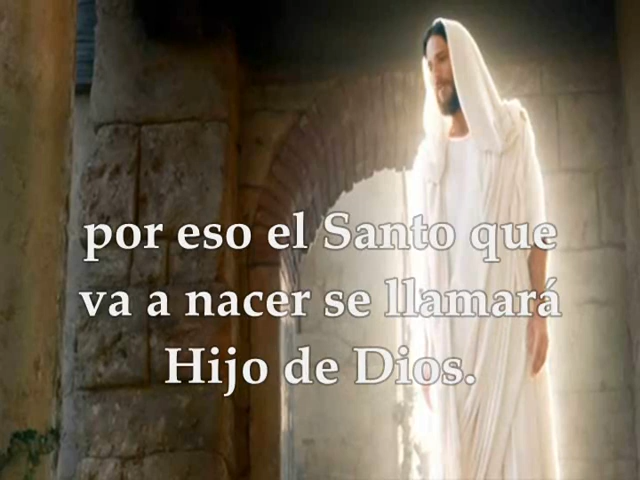 por eso el Santo que
va a nacer se llamará
Hijo de Dios.